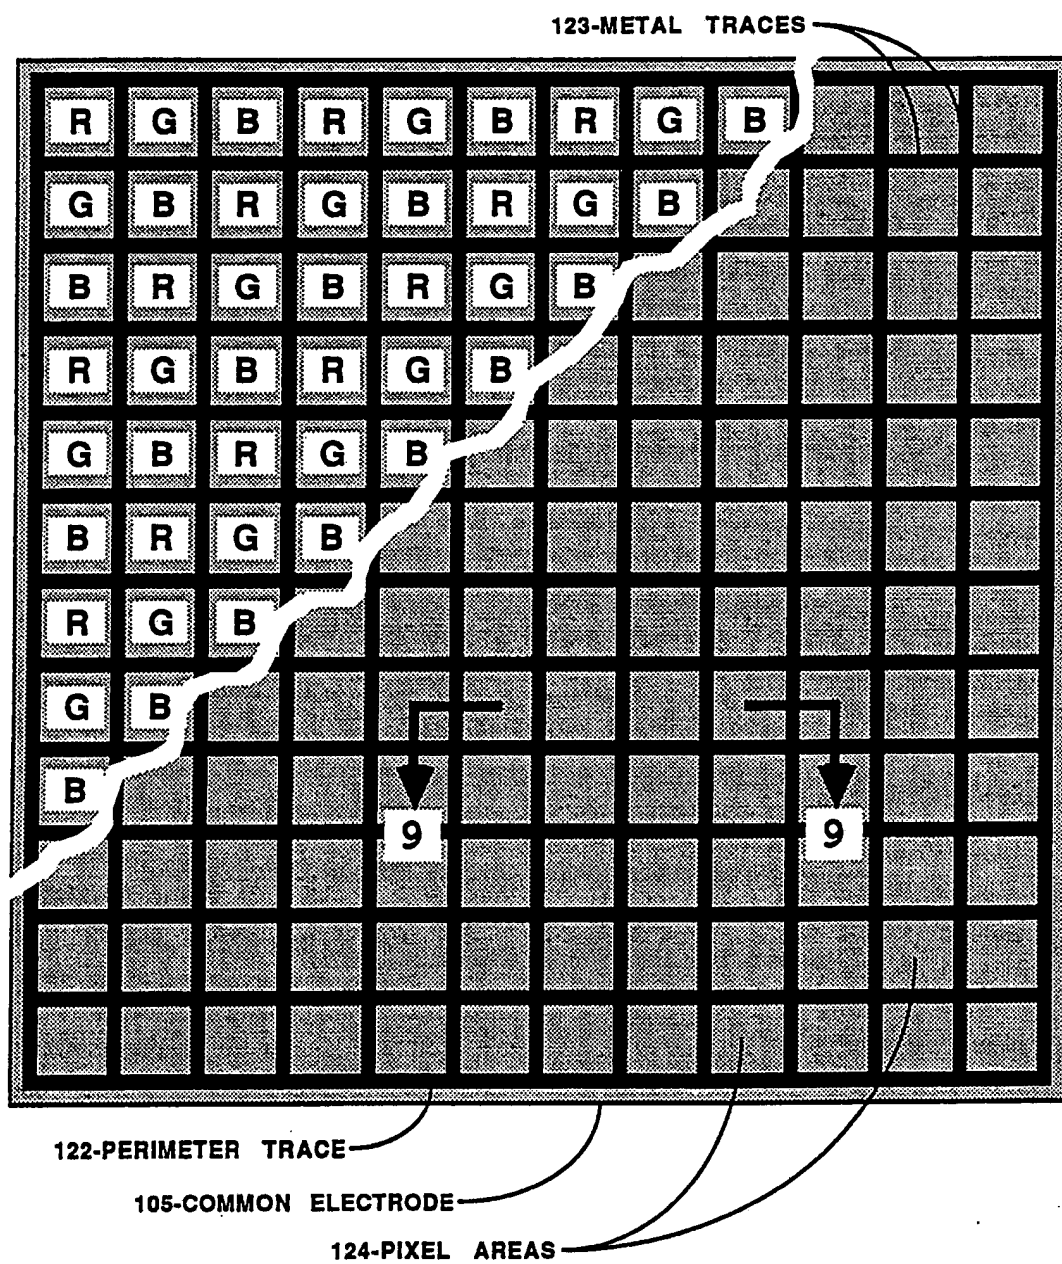 123-METAL TRACES
R G B R G B R G B
G B R G B R G B
B R G B R G B
R G B R G B
G B R G B
B R G B
R G B
G B
B
9 9
122-PERIMETER TRACE
105-COMMON ELECTRODE
124-PIXEL AREAS